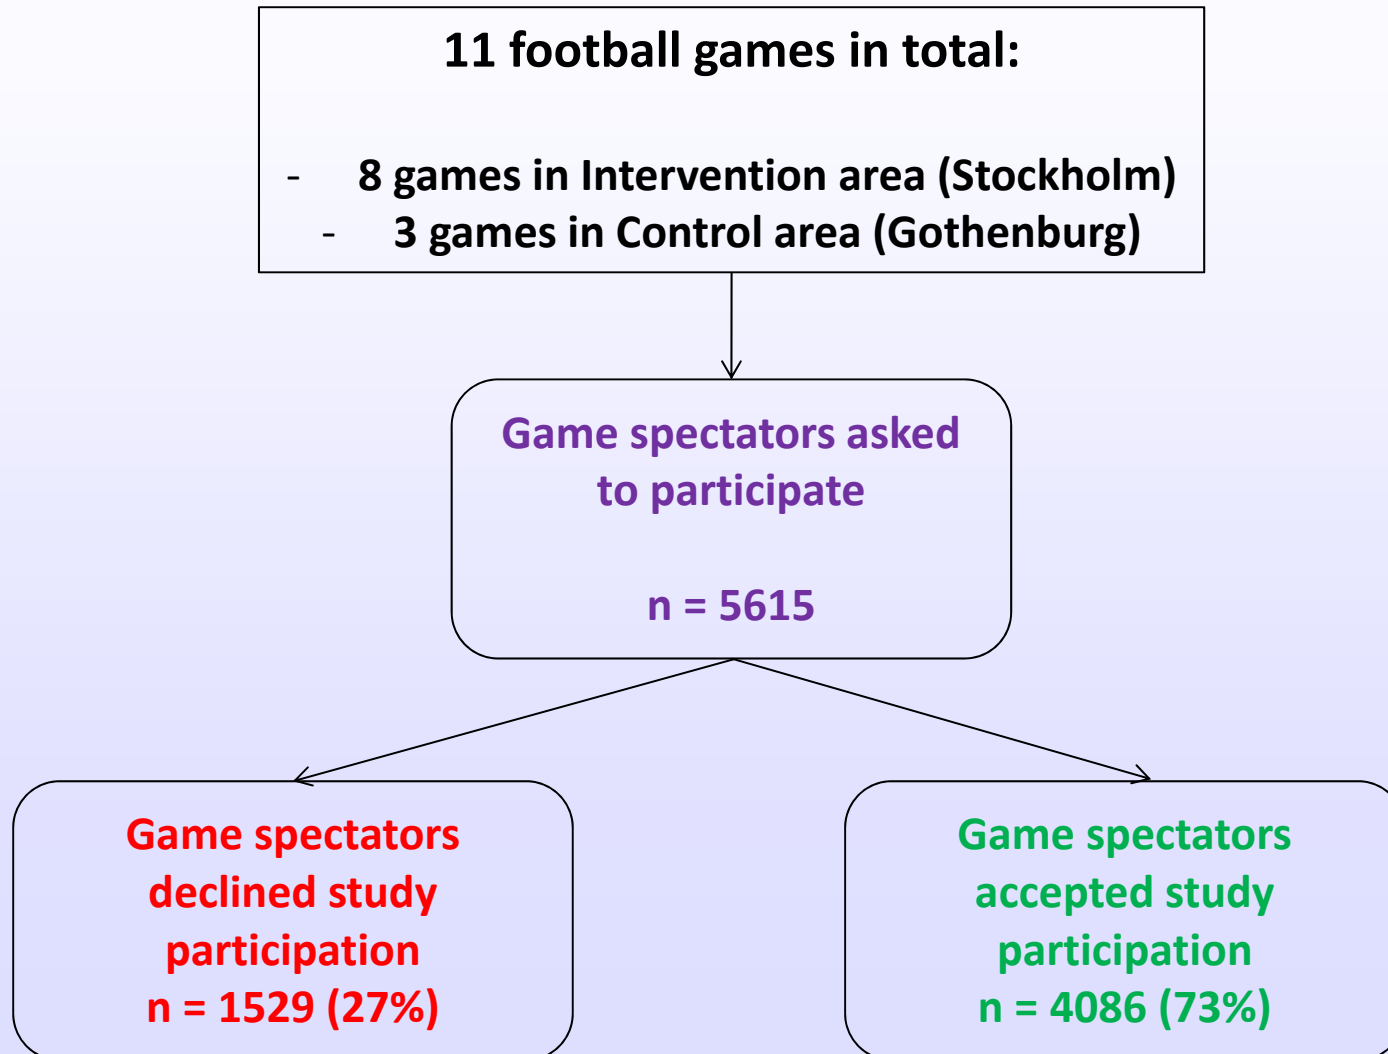 11 football games in total:
- 8 games in Intervention area (Stockholm)
- 3 games in Control area (Gothenburg)
Game spectators asked
to participate
n = 5615
Game spectators
declined study
participation
n = 1529 (27%)
Game spectators
accepted study
participation
n = 4086 (73%)